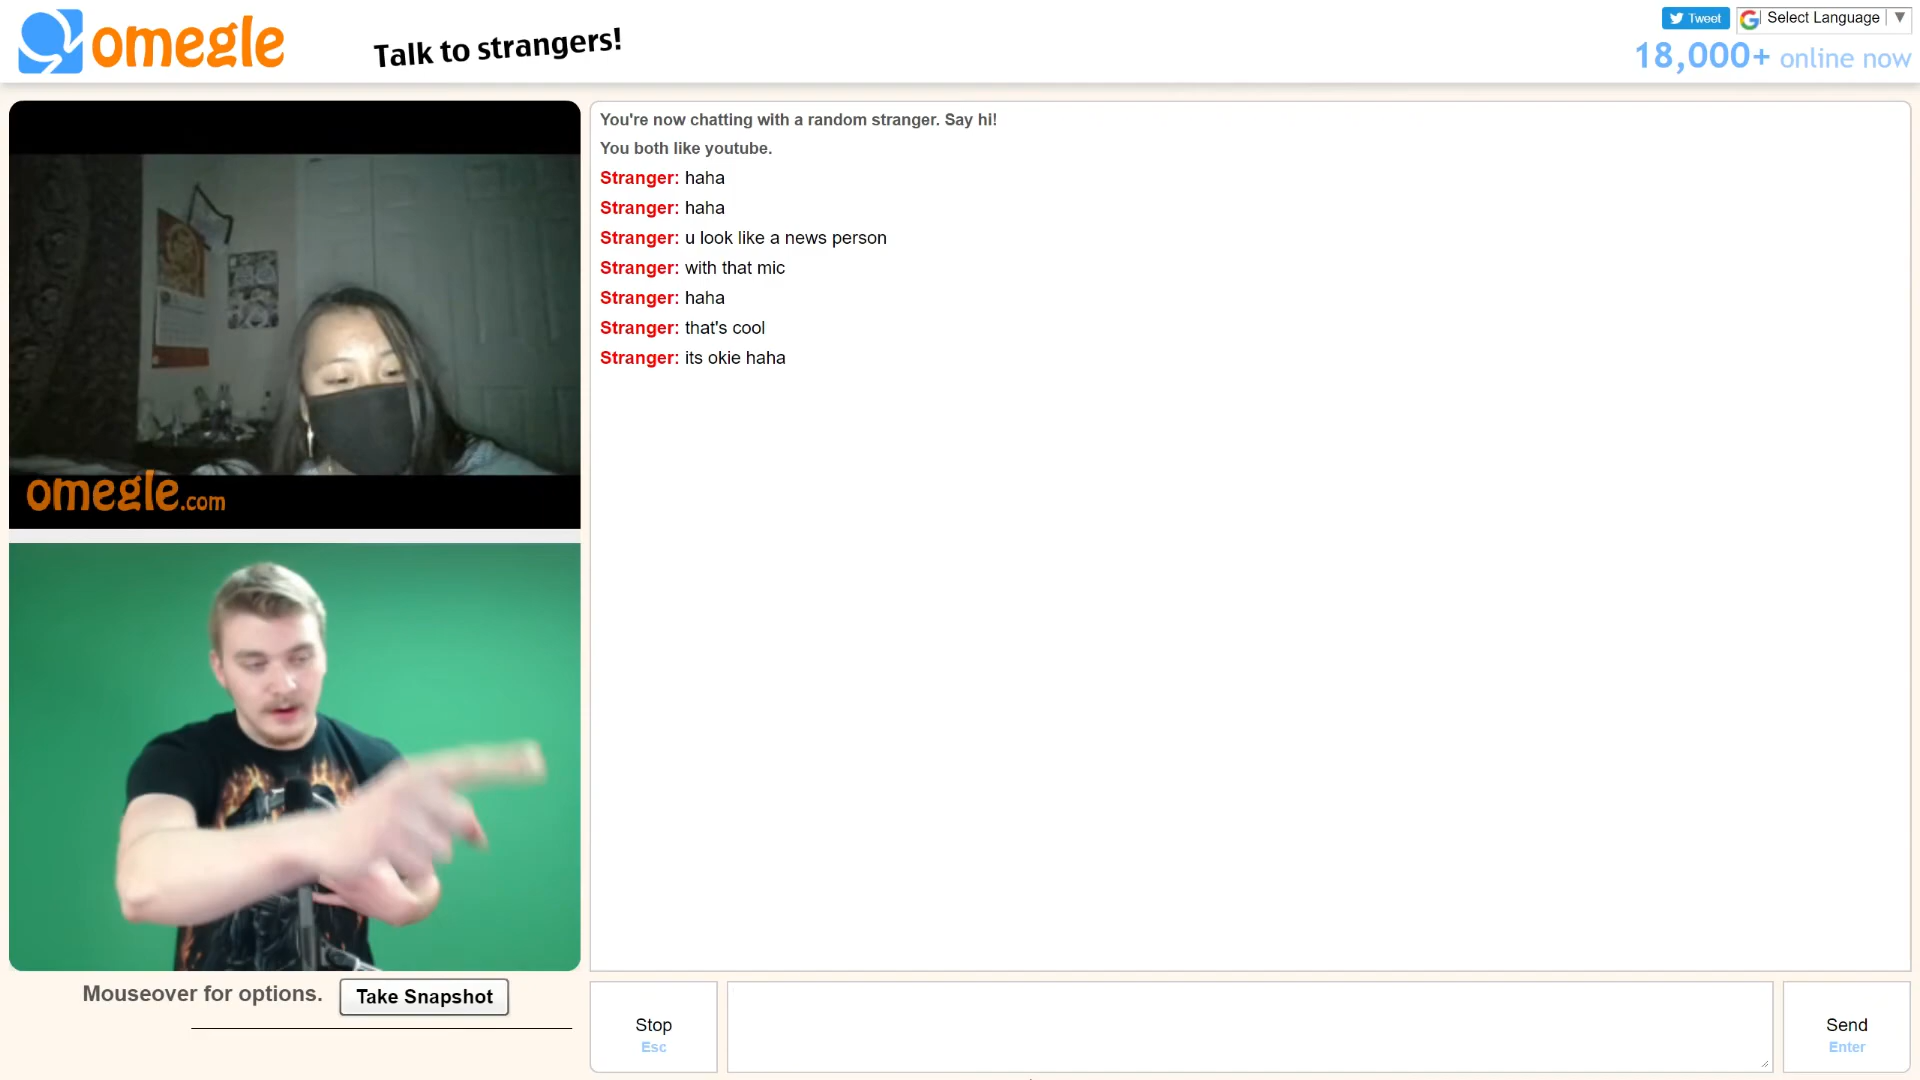 omegle
Talk to strangers!
Tweet
Select Language
18,000+ online now
You're now chatting with a random stranger. Say hi!
You both like youtube.
Stranger: haha
Stranger: haha
Stranger: u look like a news person
Stranger: with that mic
Stranger: haha
Stranger: that's cool
Stranger: its okie haha
omegle.com
Mouseover for options.
Take Snapshot
Stop
Esc
Send
Enter